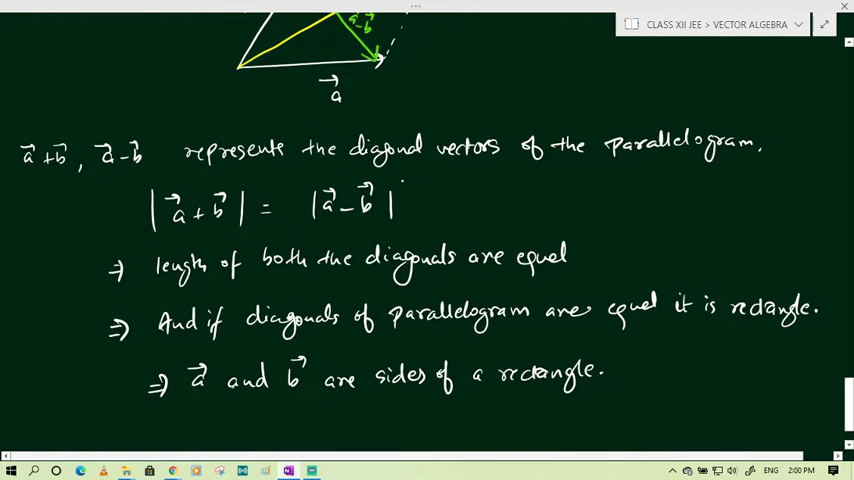 CLASS XII JEE > VECTOR ALGEBRA
a⃗-b⃗
b
a⃗
a⃗+b⃗, a⃗-b⃗ represents the diagonal vectors of the parallelogram.
|a⃗+b⃗| = |a⃗-b⃗|
⇒ length of both the diagonals are equal
⇒ And if diagonals of parallelogram are equal it is rectangle.
⇒ a⃗ and b⃗ are sides of a rectangle.
ENG 2:00 PM